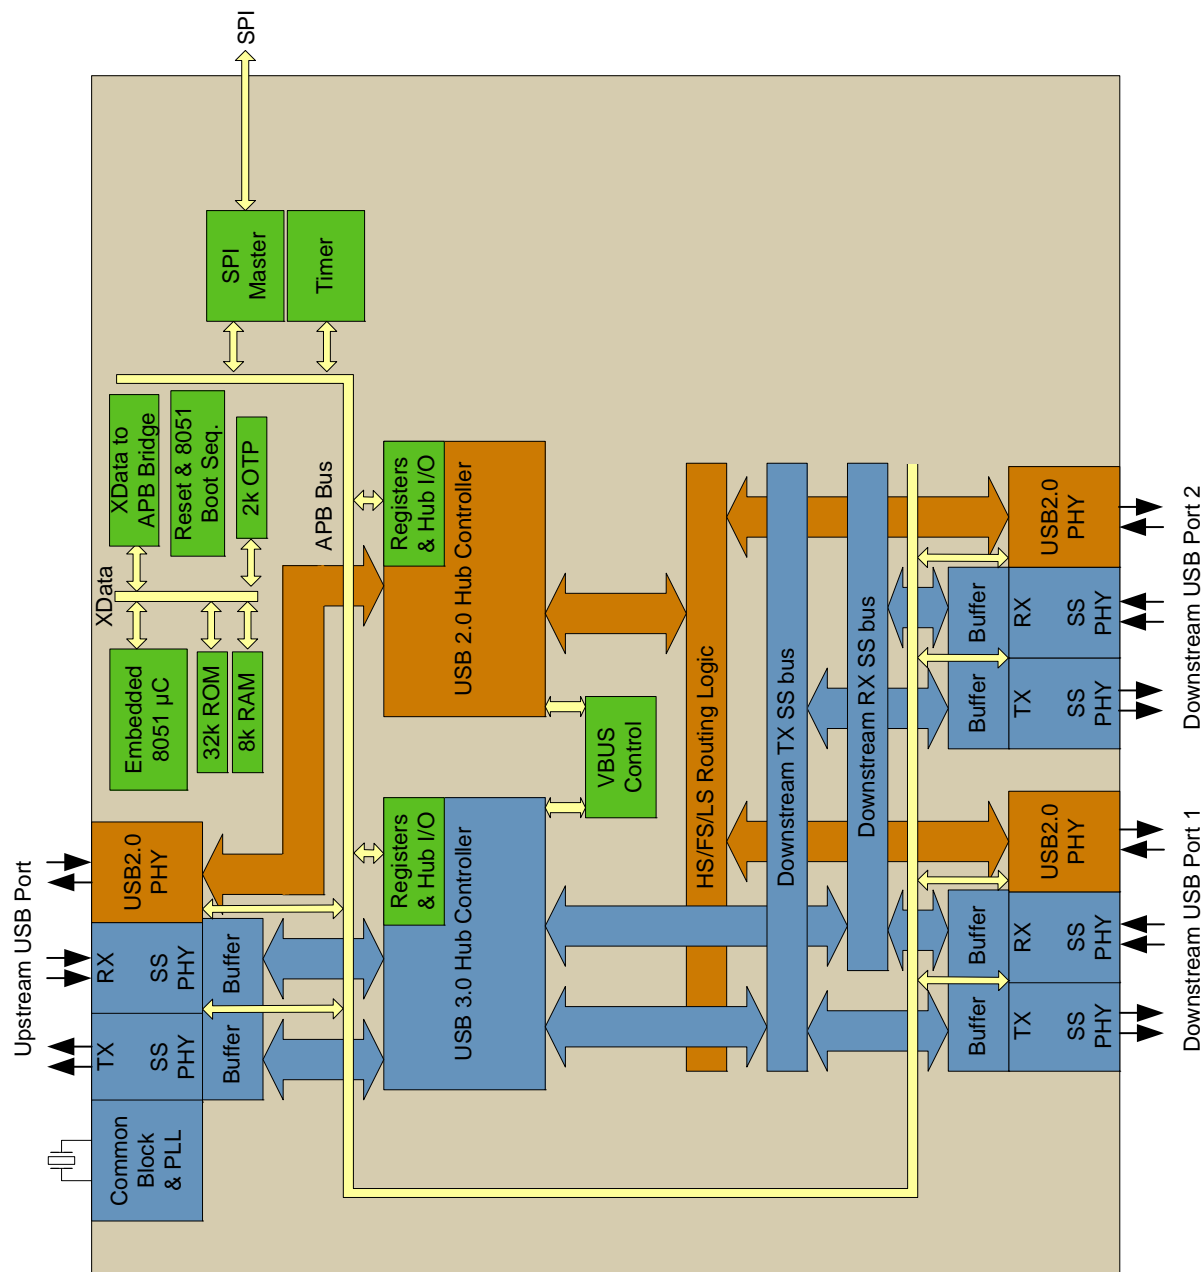 Upstream USB Port
Common
Block
& PLL
TX
SS
PHY
RX
SS
PHY
USB2.0
PHY
Buffer
Buffer
Embedded
8051 µC
32k ROM
8k RAM
XData
XData to
APB Bridge
Reset & 8051
Boot Seq.
2k OTP
SPI
Master
Timer
SPI
APB Bus
Registers
& Hub I/O
USB 3.0 Hub Controller
Registers
& Hub I/O
USB 2.0 Hub Controller
VBUS
Control
HS/FS/LS Routing Logic
Downstream TX SS bus
Downstream RX SS bus
Buffer
TX
SS
PHY
Buffer
RX
SS
PHY
USB2.0
PHY
Buffer
TX
SS
PHY
Buffer
RX
SS
PHY
USB2.0
PHY
Downstream USB Port 1
Downstream USB Port 2